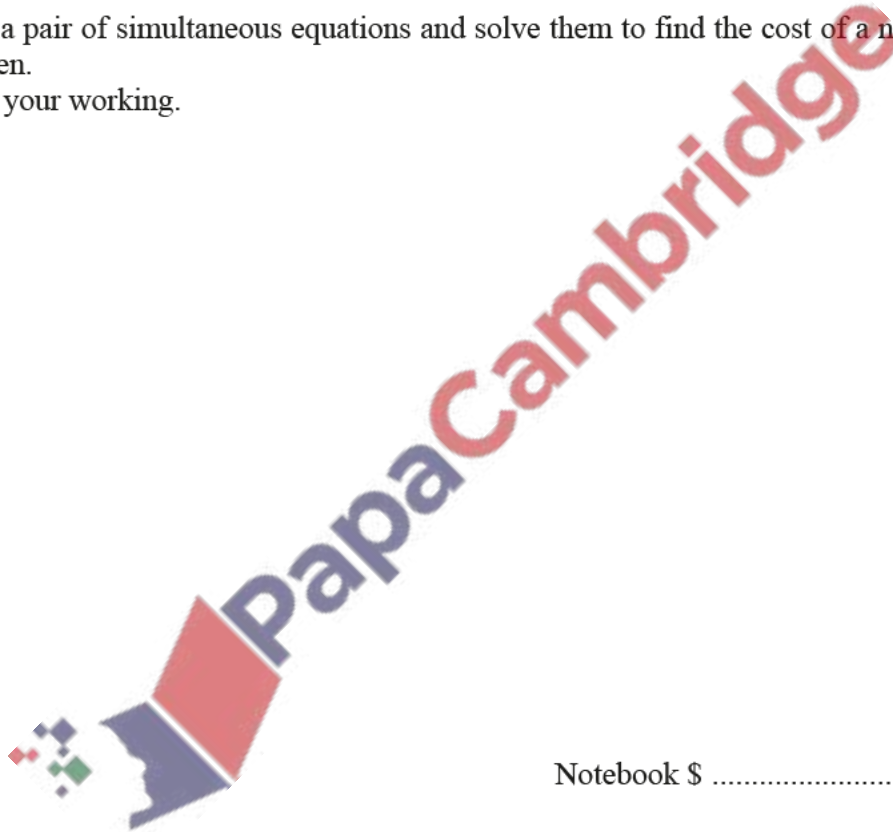 a pair of simultaneous equations and solve them to find the cost of a n
en.
your working.
PapaCambridge
Notebook $ ........................